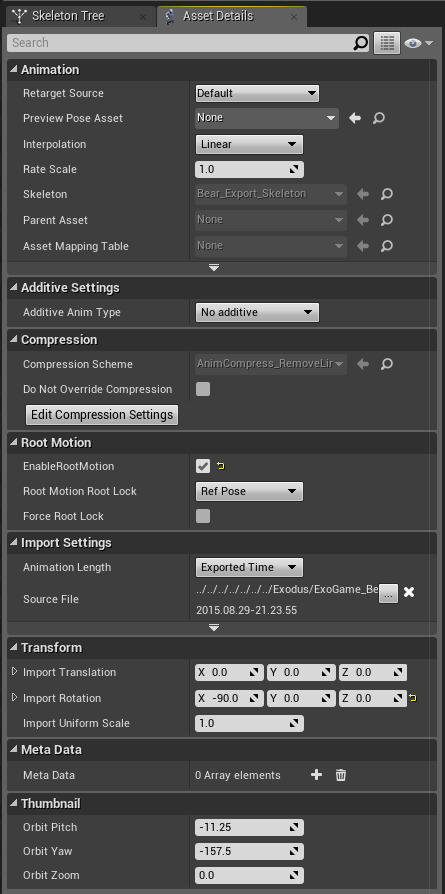 Skeleton Tree Asset Details
Search
Animation
Retarget Source Default
Preview Pose Asset None
Interpolation Linear
Rate Scale 1.0
Skeleton Bear_Export_Skeleton
Parent Asset None
Asset Mapping Table None
Additive Settings
Additive Anim Type No additive
Compression
Compression Scheme AnimCompress_RemoveLir
Do Not Override Compression
Edit Compression Settings
Root Motion
EnableRootMotion
Root Motion Root Lock Ref Pose
Force Root Lock
Import Settings
Animation Length Exported Time
Source File ../../../../../../../Exodus/ExoGame_Be ...
2015.08.29-21.23.55
Transform
Import Translation X 0.0 Y 0.0 Z 0.0
Import Rotation X -90.0 Y 0.0 Z 0.0
Import Uniform Scale 1.0
Meta Data
Meta Data 0 Array elements
Thumbnail
Orbit Pitch -11.25
Orbit Yaw -157.5
Orbit Zoom 0.0